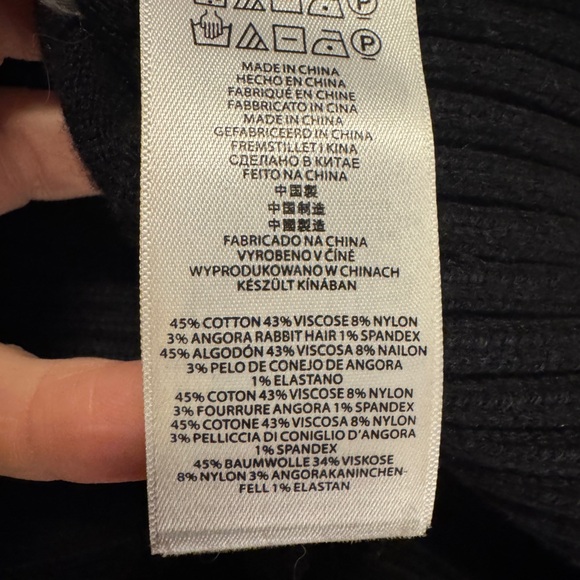 MADE IN CHINA
HECHO EN CHINA
FABRIQUÉ EN CHINE
FABBRICATO IN CINA
MADE IN CHINA
GEFABRICEERD IN CHINA
FREMSTILLET I KINA
СДЕЛАНО В КИТАЕ
FEITO NA CHINA
中国製
中国制造
中國製造
FABRICADO NA CHINA
VYROBENO V ČÍNĚ
WYPRODUKOWANO W CHINACH
KÉSZÜLT KÍNÁBAN
45% COTTON 43% VISCOSE 8% NYLON
3% ANGORA RABBIT HAIR 1% SPANDEX
45% ALGODÓN 43% VISCOSA 8% NAILON
3% PELO DE CONEJO DE ANGORA
1% ELASTANO
45% COTON 43% VISCOSE 8% NYLON
3% FOURRURE ANGORA 1% SPANDEX
45% COTONE 43% VISCOSA 8% NYLON
3% PELLICCIA DI CONIGLIO D'ANGORA
1% SPANDEX
45% BAUMWOLLE 34% VISKOSE
8% NYLON 3% ANGORAKANINCHEN-
FELL 1% ELASTAN